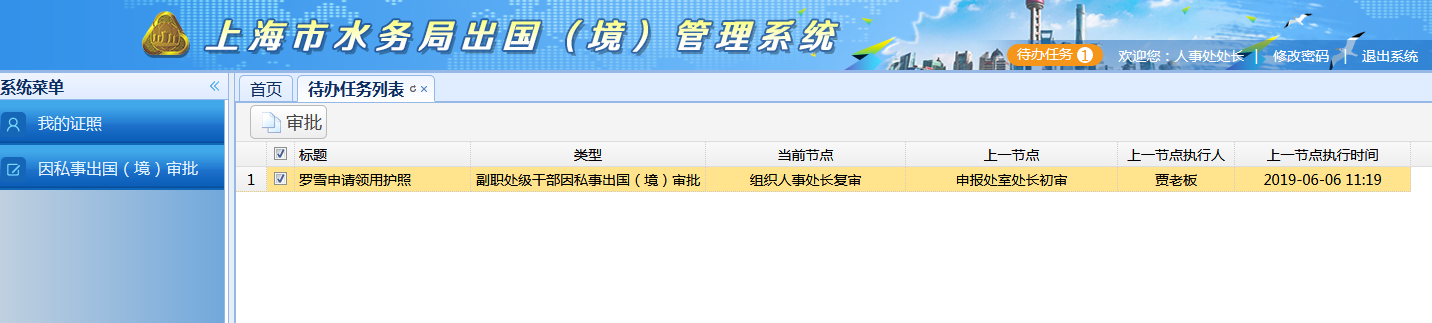 上海市水务局出国（境）管理系统
待办任务 1 欢迎您：人事处处长 | 修改密码 | 退出系统
系统菜单 «
首页 待办任务列表
我的证照
因私事出国（境）审批
审批
标题 类型 当前节点 上一节点 上一节点执行人 上一节点执行时间
1 罗雪申请领用护照 副职处级干部因私事出国（境）审批 组织人事处长复审 申报处室处长初审 贾老板 2019-06-06 11:19